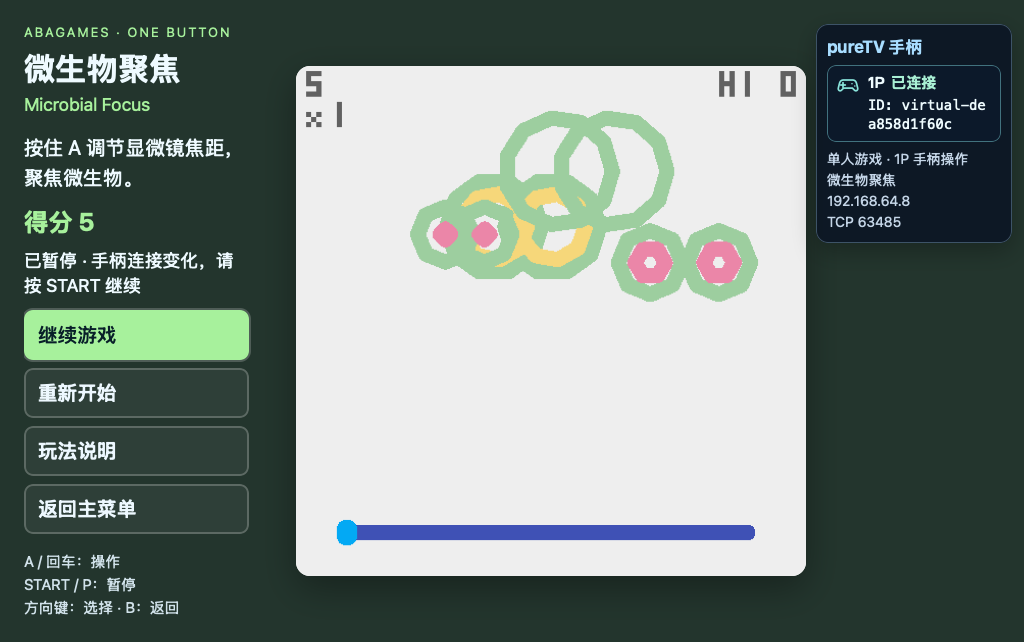 ABAGAMES · ONE BUTTON
微生物聚焦
Microbial Focus
按住 A 调节显微镜焦距，
聚焦微生物。
得分 5
已暂停 · 手柄连接变化，请
按 START 继续
继续游戏
重新开始
玩法说明
返回主菜单
A / 回车：操作
START / P：暂停
方向键：选择 · B：返回
5
HI 0
x1
pureTV 手柄
1P 已连接
ID: virtual-de
a858d1f60c
单人游戏 · 1P 手柄操作
微生物聚焦
192.168.64.8
TCP 63485